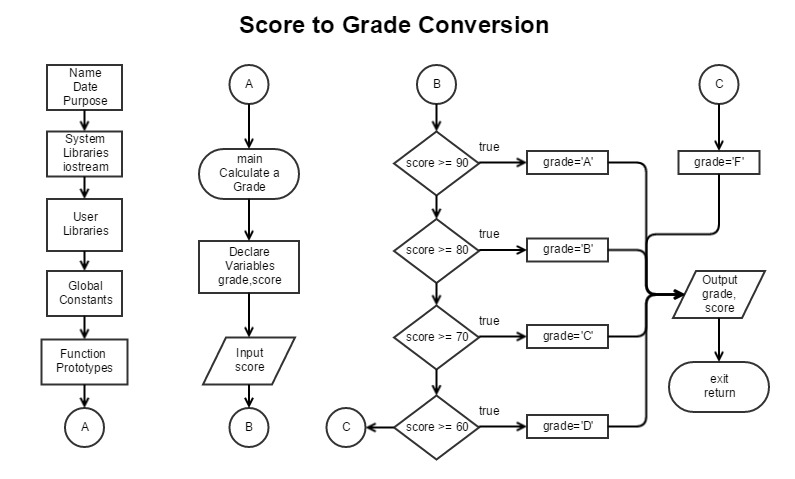 Score to Grade Conversion
Name
Date
Purpose
System
Libraries
iostream
User
Libraries
Global
Constants
Function
Prototypes
A
A
main
Calculate a
Grade
Declare
Variables
grade,score
Input
score
B
B
score >= 90
true
grade='A'
score >= 80
true
grade='B'
score >= 70
true
grade='C'
score >= 60
true
grade='D'
C
C
grade='F'
Output
grade,
score
exit
return